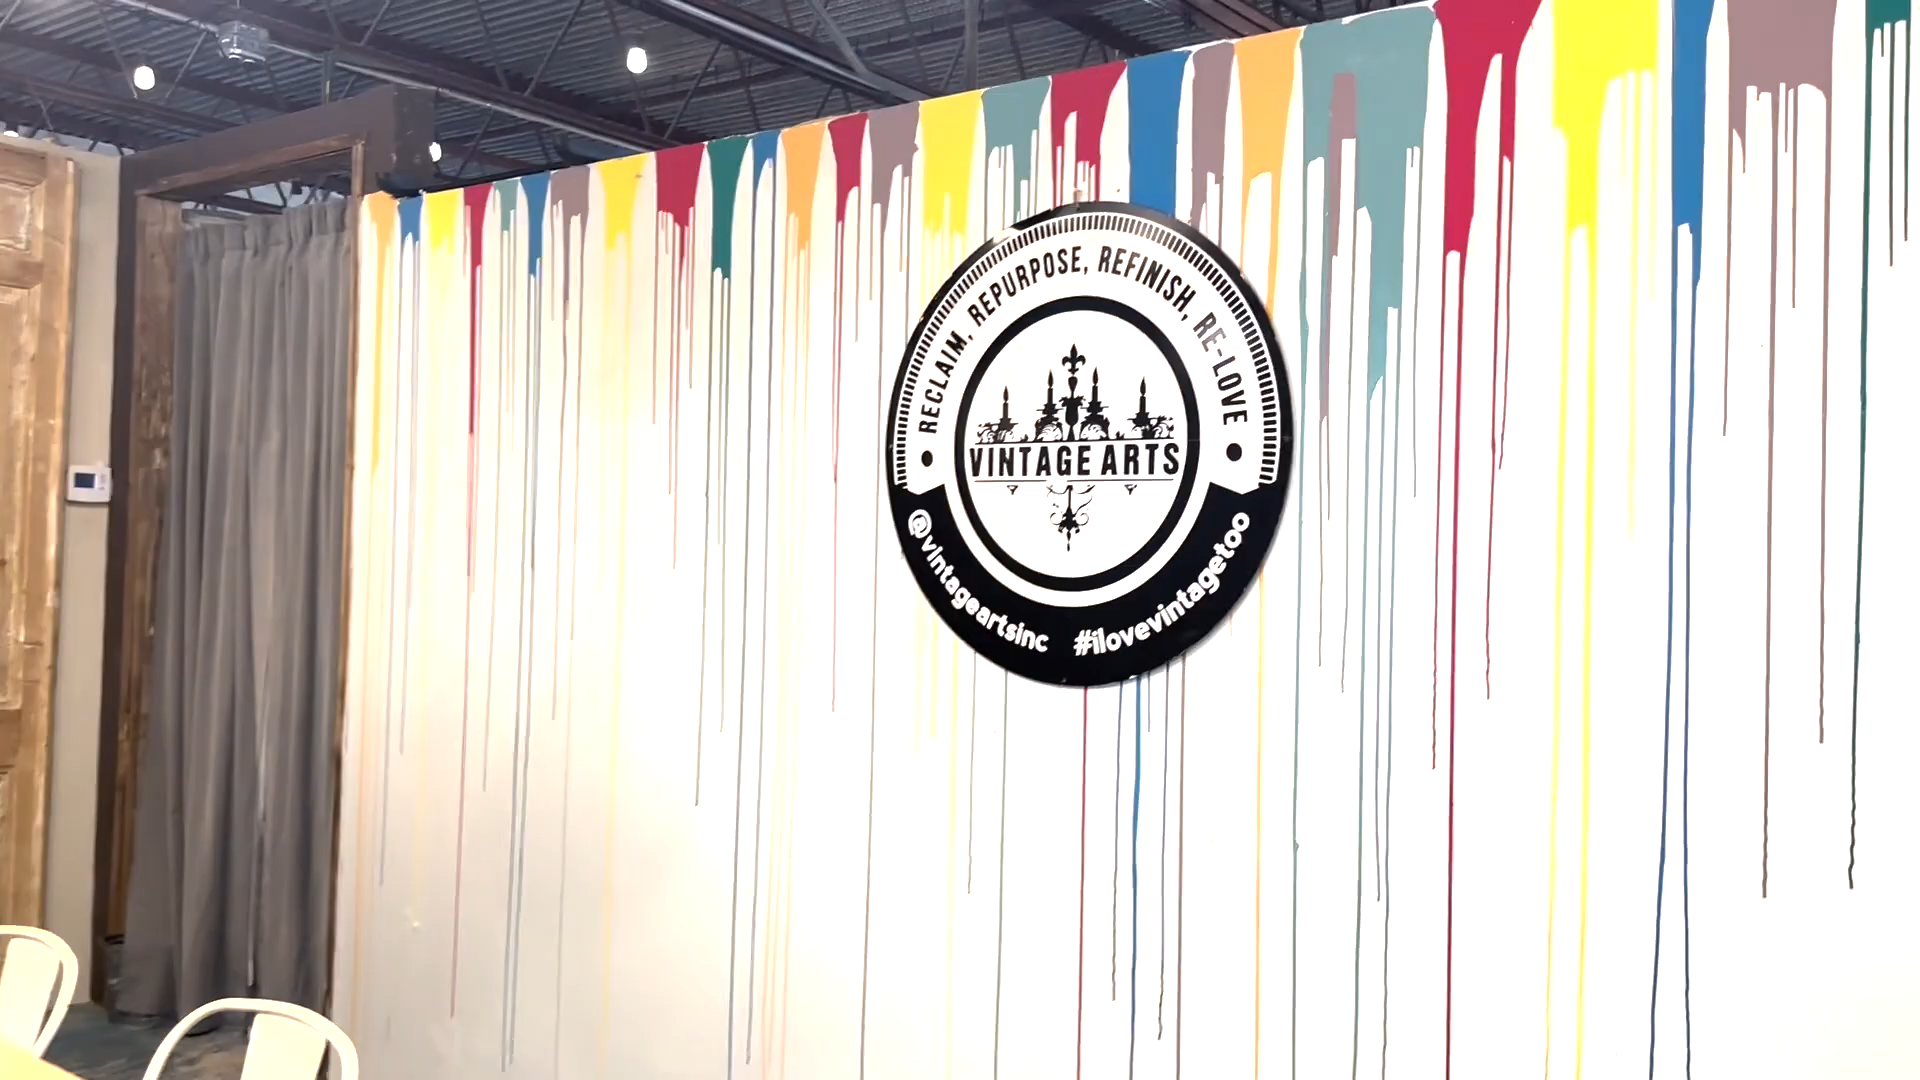 RECLAIM, REPURPOSE, REFINISH, RE-LOVE
VINTAGE ARTS
@vintageartsinc #ilovevintagetoo